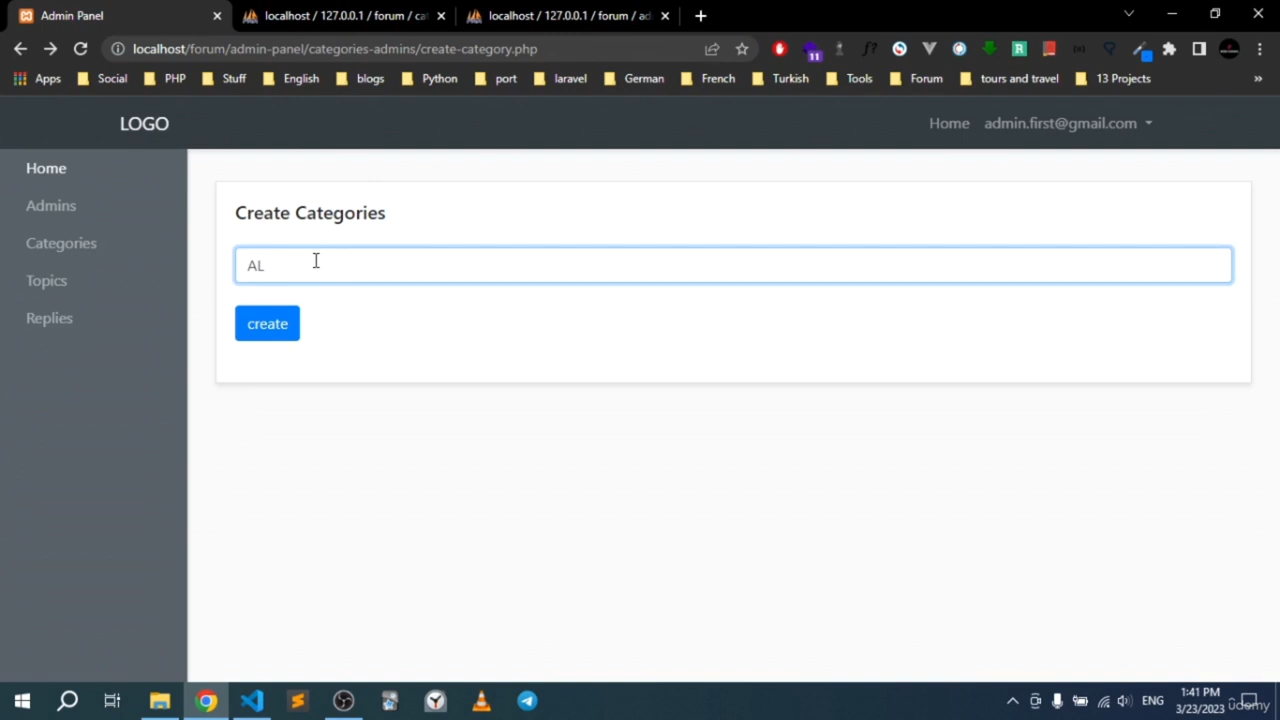 Admin Panel
localhost / 127.0.0.1 / forum / ca
localhost / 127.0.0.1 / forum / ad
localhost/forum/admin-panel/categories-admins/create-category.php
11
Apps
Social
PHP
Stuff
English
blogs
Python
port
laravel
German
French
Turkish
Tools
Forum
tours and travel
13 Projects
»
LOGO
Home
admin.first@gmail.com
Home
Admins
Categories
Topics
Replies
Create Categories
AL
create
ENG
1:41 PM
3/23/2023
udemy